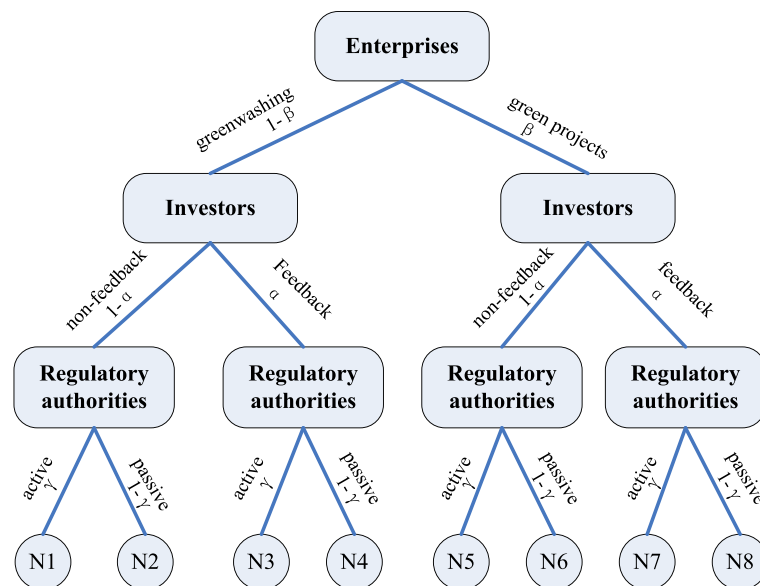 Enterprises
greenwashing
1- β
green projects
β
Investors
Investors
non-feedback
1- α
Feedback
α
non-feedback
1-α
feedback
α
Regulatory
authorities
Regulatory
authorities
Regulatory
authorities
Regulatory
authorities
active
γ
passive
1-γ
active
γ
passive
1-γ
active
γ
passive
1-γ
active
γ
passive
1-γ
N1
N2
N3
N4
N5
N6
N7
N8